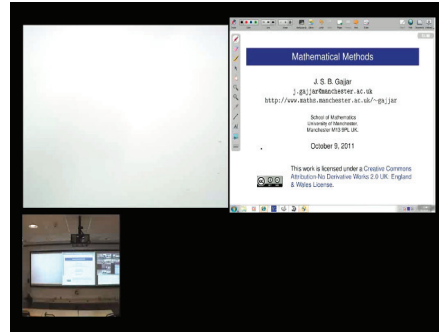 Mathematical Methods
J. S. B. Gajjar
j.gajjar@manchester.ac.uk
http://www.maths.manchester.ac.uk/~gajjar
School of Mathematics
University of Manchester,
Manchester M13 9PL UK.
October 9, 2011
This work is licensed under a Creative Commons
Attribution-No Derivative Works 2.0 UK: England
& Wales License.